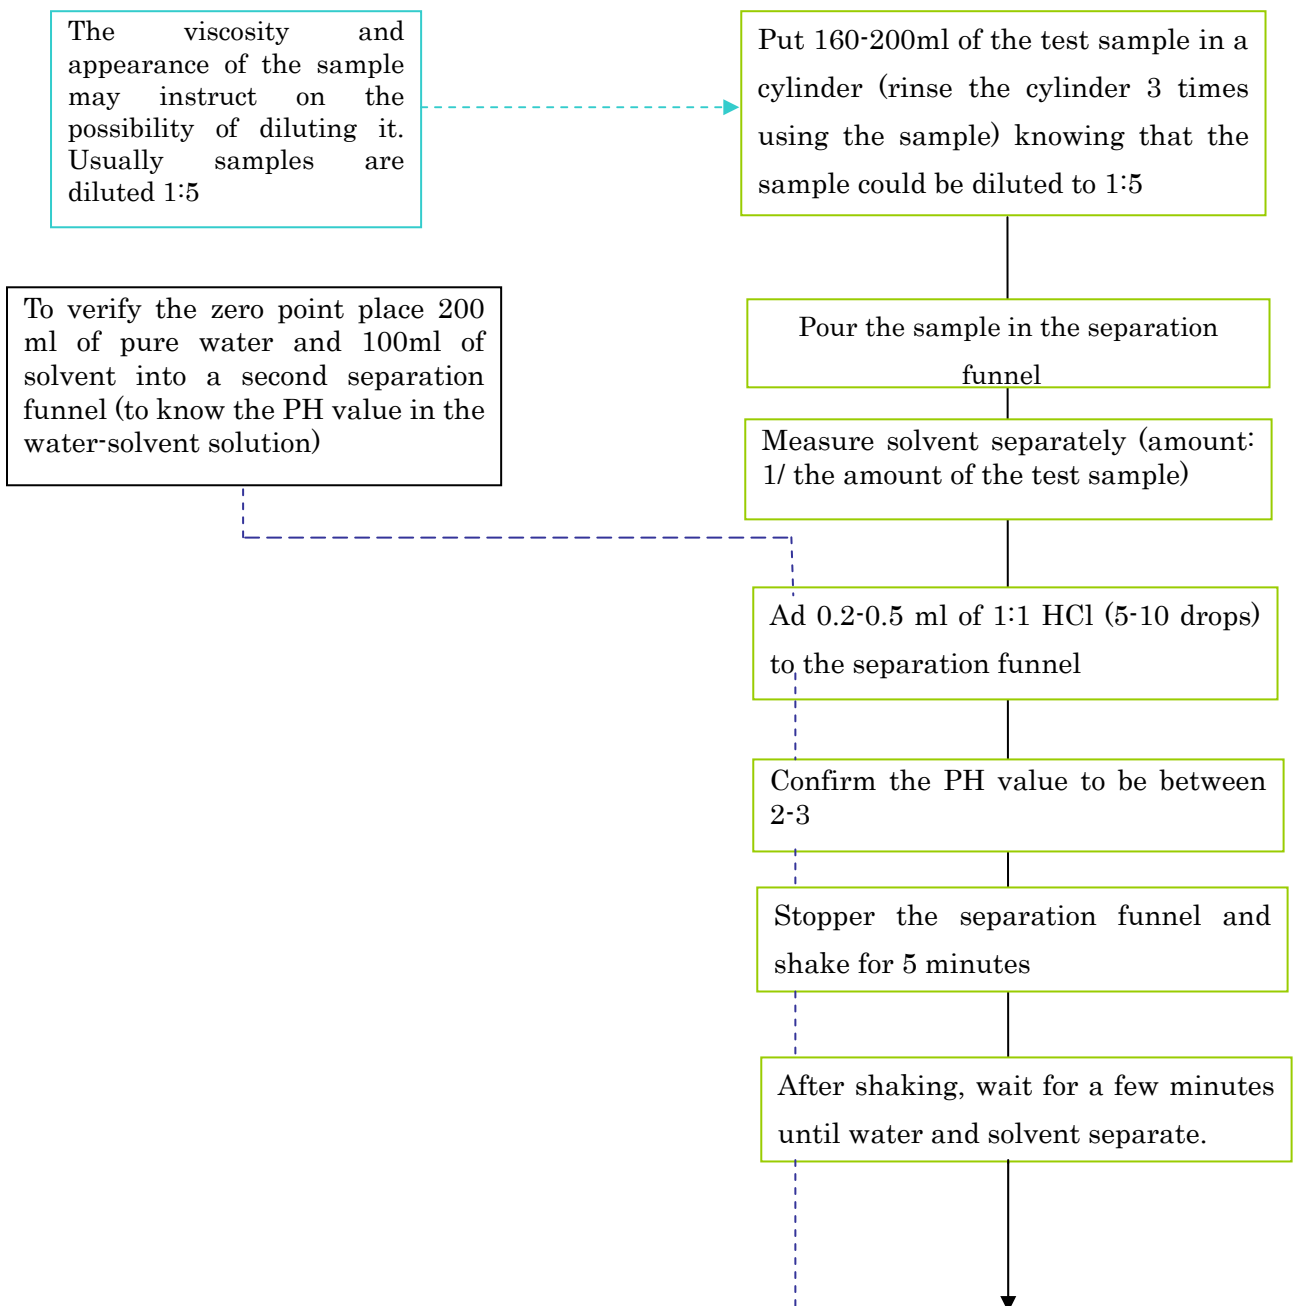 The viscosity and
appearance of the sample
may instruct on the
possibility of diluting it.
Usually samples are
diluted 1:5
Put 160-200ml of the test sample in a
cylinder (rinse the cylinder 3 times
using the sample) knowing that the
sample could be diluted to 1:5
To verify the zero point place 200
ml of pure water and 100ml of
solvent into a second separation
funnel (to know the PH value in the
water-solvent solution)
Pour the sample in the separation
funnel
Measure solvent separately (amount:
1/ the amount of the test sample)
Ad 0.2-0.5 ml of 1:1 HCl (5-10 drops)
to the separation funnel
Confirm the PH value to be between
2-3
Stopper the separation funnel and
shake for 5 minutes
After shaking, wait for a few minutes
until water and solvent separate.